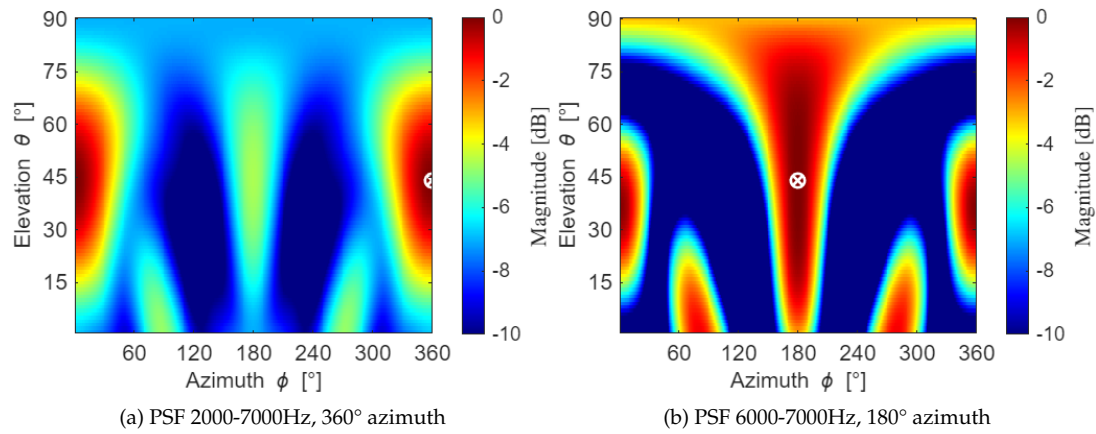 90
75
60
45
30
15
Elevation θ [°]
60 120 180 240 300 360
Azimuth ϕ [°]
0
-2
-4
-6
-8
-10
Magnitude [dB]
(a) PSF 2000-7000Hz, 360° azimuth
90
75
60
45
30
15
Elevation θ [°]
60 120 180 240 300 360
Azimuth ϕ [°]
0
-2
-4
-6
-8
-10
Magnitude [dB]
(b) PSF 6000-7000Hz, 180° azimuth